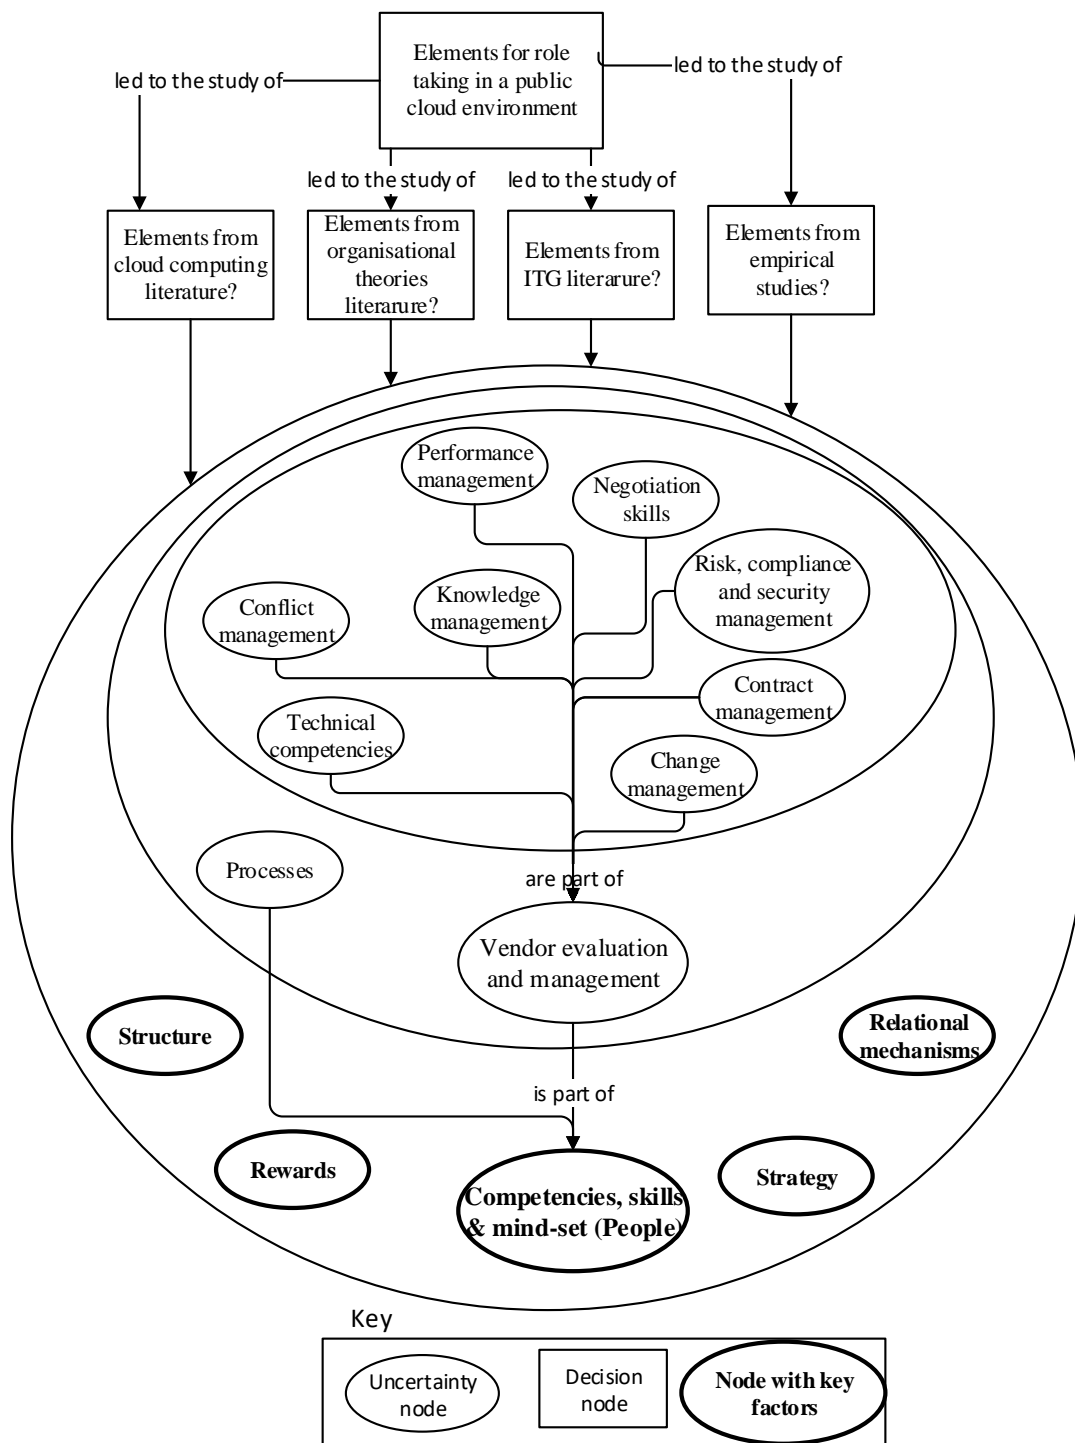 Elements for role
taking in a public
cloud environment
led to the study of
led to the study of
led to the study of
led to the study of
Elements from
cloud computing
literature?
Elements from
organisational
theories
literarure?
Elements from
ITG literarure?
Elements from
empirical
studies?
Performance
management
Negotiation
skills
Risk, compliance
and security
management
Knowledge
management
Conflict
management
Contract
management
Technical
competencies
Change
management
Processes
are part of
Vendor evaluation
and management
Structure
Relational
mechanisms
is part of
Rewards
Strategy
Competencies, skills
& mind-set (People)
Key
Uncertainty
node
Decision
node
Node with key
factors